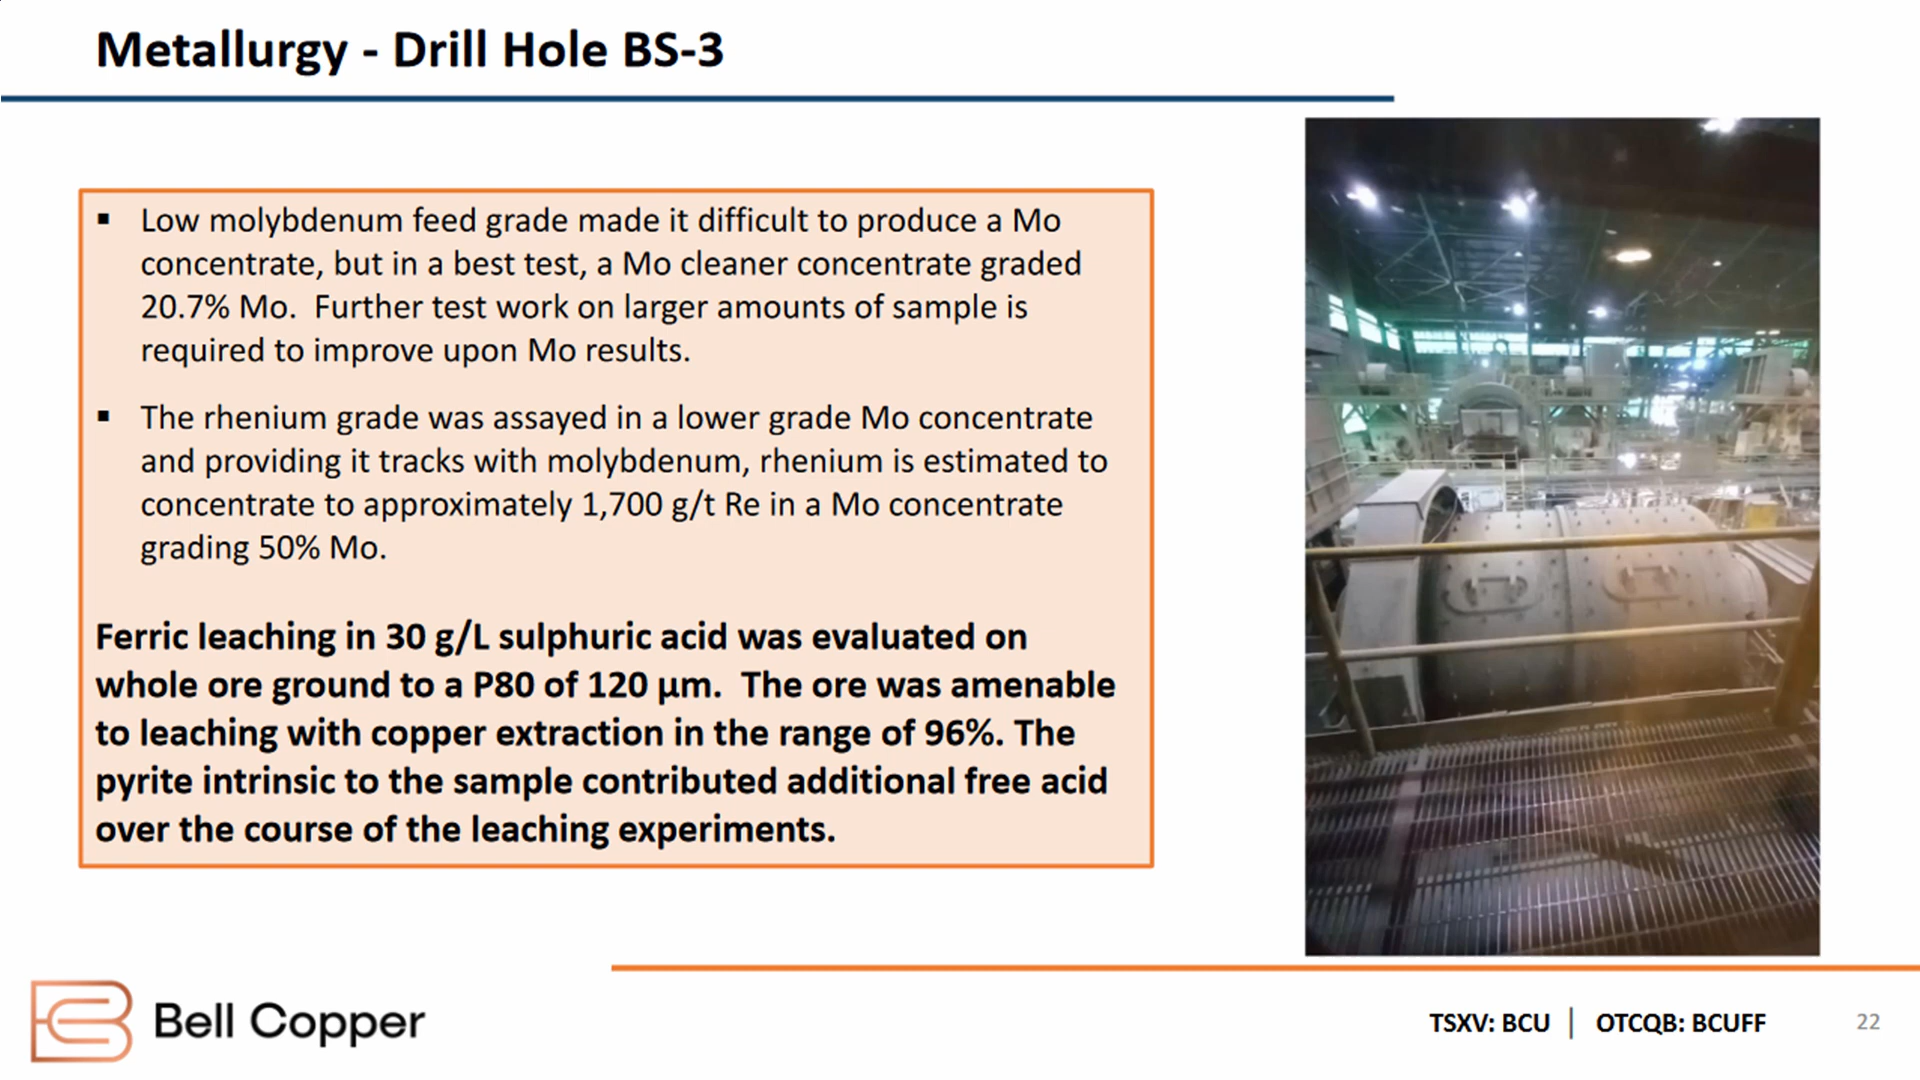 Metallurgy - Drill Hole BS-3
▪ Low molybdenum feed grade made it difficult to produce a Mo
concentrate, but in a best test, a Mo cleaner concentrate graded
20.7% Mo.  Further test work on larger amounts of sample is
required to improve upon Mo results.
▪ The rhenium grade was assayed in a lower grade Mo concentrate
and providing it tracks with molybdenum, rhenium is estimated to
concentrate to approximately 1,700 g/t Re in a Mo concentrate
grading 50% Mo.
Ferric leaching in 30 g/L sulphuric acid was evaluated on
whole ore ground to a P80 of 120 µm.  The ore was amenable
to leaching with copper extraction in the range of 96%. The
pyrite intrinsic to the sample contributed additional free acid
over the course of the leaching experiments.
Bell Copper
TSXV: BCU | OTCQB: BCUFF
22